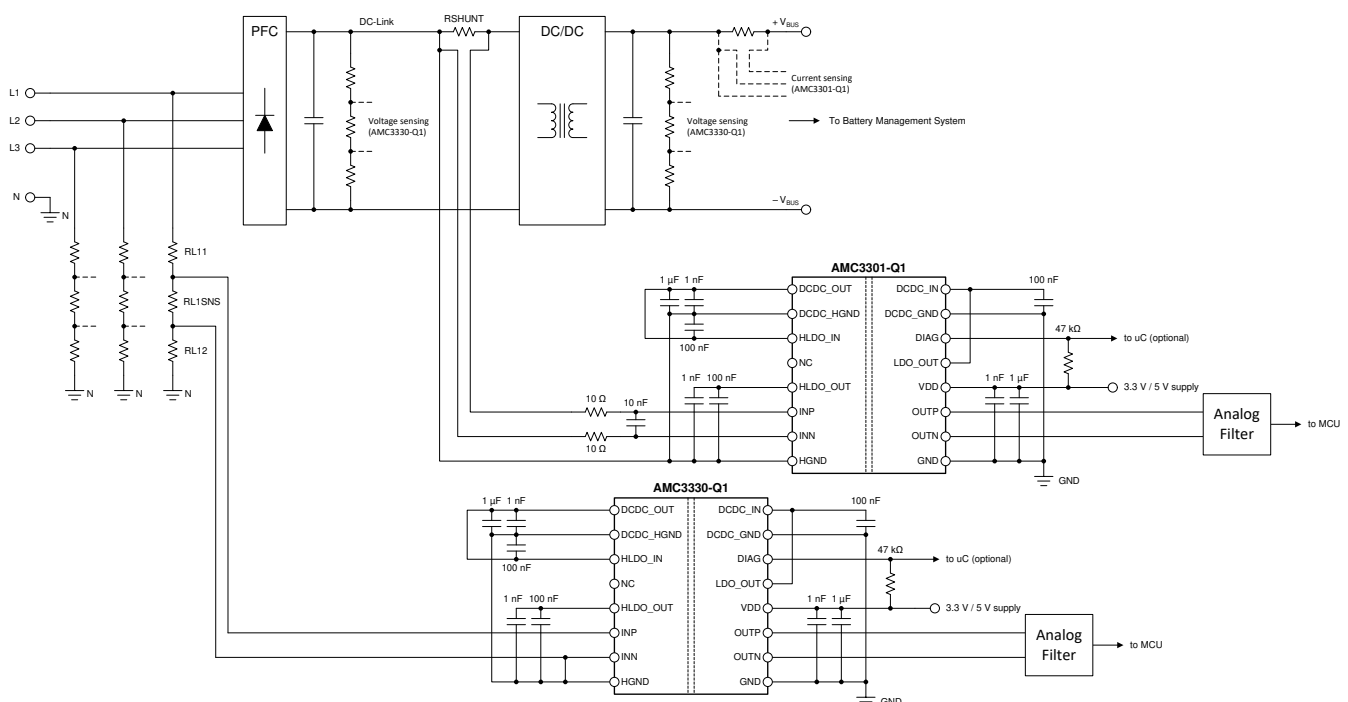 PFC
DC-Link
RSHUNT
DC/DC
+ VBUS
Current sensing
(AMC3301-Q1)
L1
L2
L3
N
N
Voltage sensing
(AMC3330-Q1)
Voltage sensing
(AMC3330-Q1)
To Battery Management System
– VBUS
RL11
RL1SNS
RL12
N
N
N
AMC3301-Q1
1 µF
1 nF
100 nF
DCDC_OUT
DCDC_HGND
HLDO_IN
NC
HLDO_OUT
INP
INN
HGND
DCDC_IN
DCDC_GND
DIAG
LDO_OUT
VDD
OUTP
OUTN
GND
1 nF
100 nF
10 Ω
10 nF
10 Ω
100 nF
47 kΩ
to uC (optional)
1 nF
1 µF
3.3 V / 5 V supply
Analog
Filter
to MCU
GND
AMC3330-Q1
1 µF
1 nF
100 nF
DCDC_OUT
DCDC_HGND
HLDO_IN
NC
HLDO_OUT
INP
INN
HGND
DCDC_IN
DCDC_GND
DIAG
LDO_OUT
VDD
OUTP
OUTN
GND
1 nF
100 nF
100 nF
47 kΩ
to uC (optional)
1 nF
1 µF
3.3 V / 5 V supply
Analog
Filter
to MCU
GND